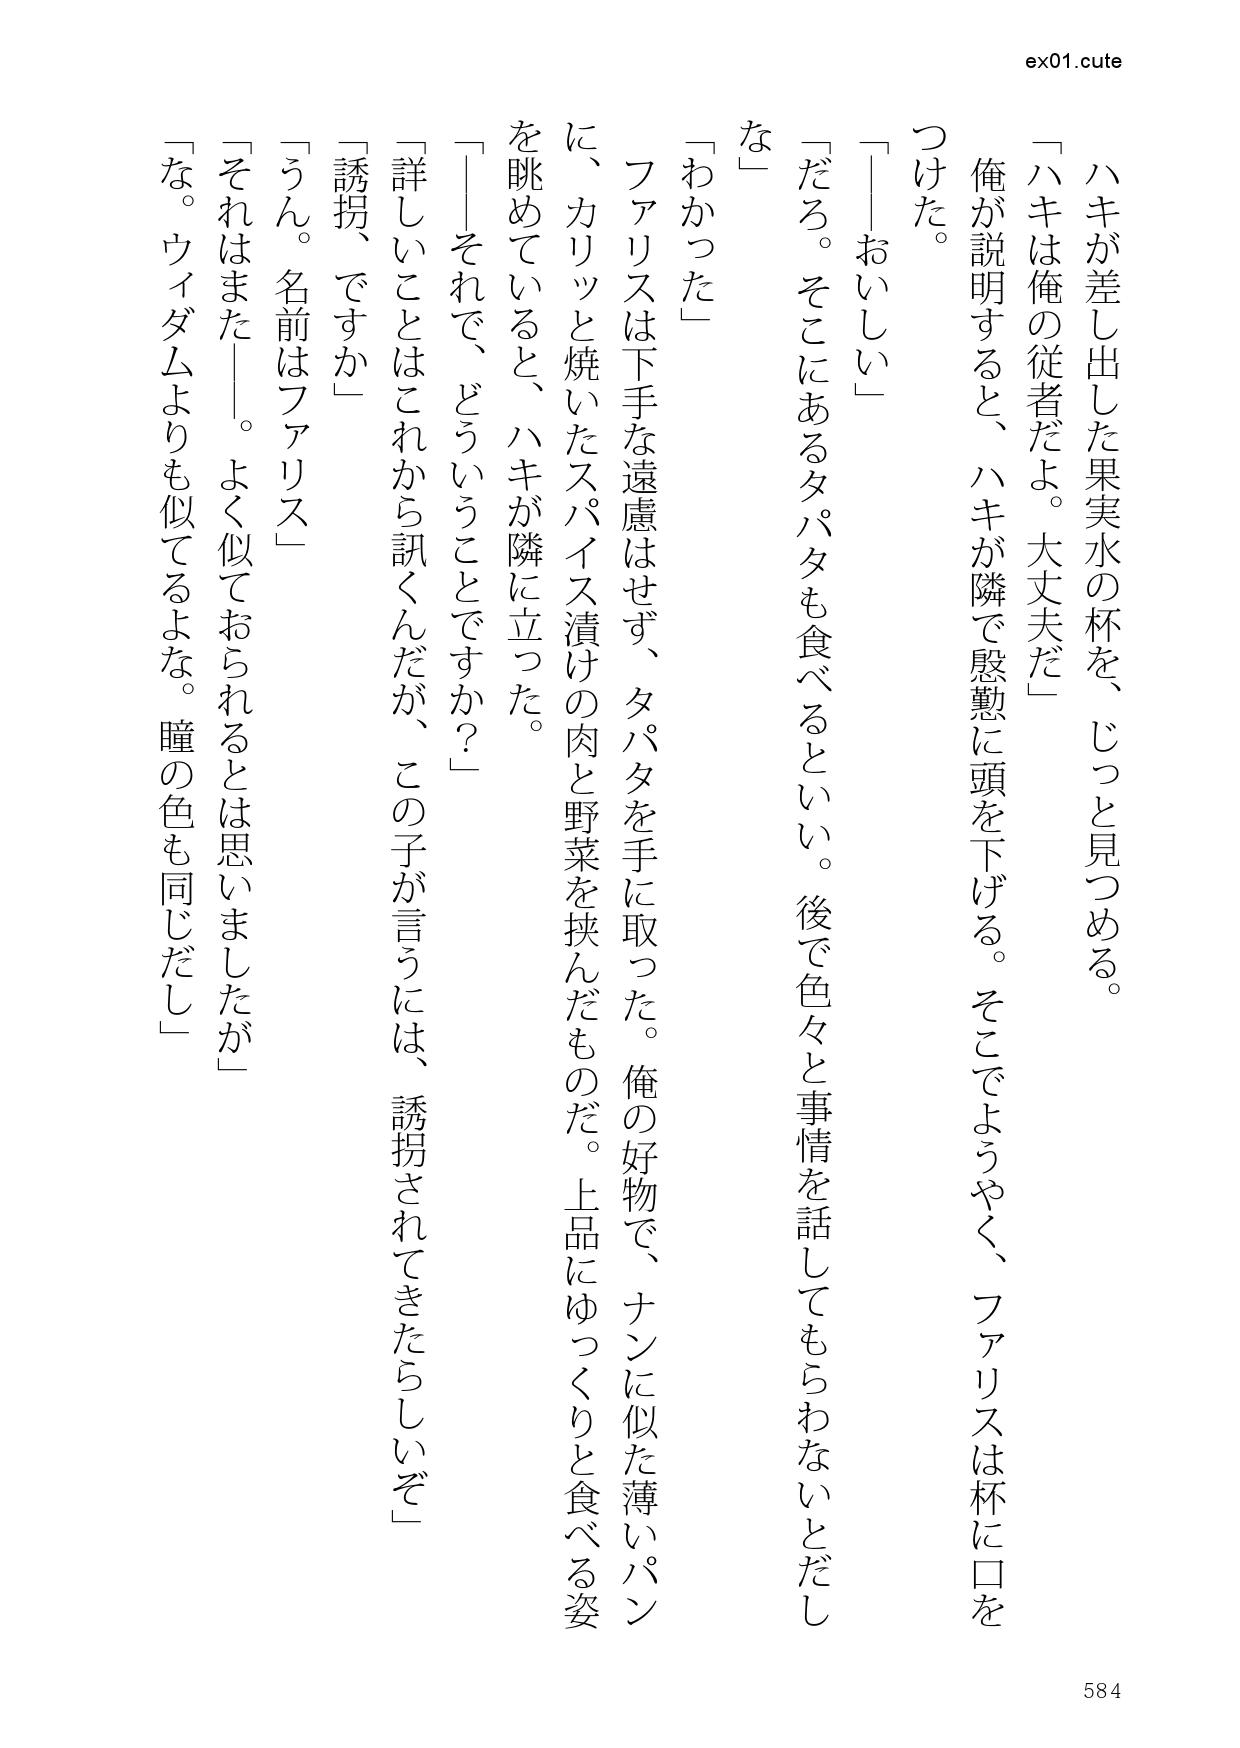 ex01.cute
　ハキが差し出した果実水の杯を、じっと見つめる。
「ハキは俺の従者だよ。大丈夫だ」
　俺が説明すると、ハキが隣で慇懃に頭を下げる。そこでようやく、ファリスは杯に口を
つけた。
「――おいしい」
「だろ。そこにあるタパタも食べるといい。後で色々と事情を話してもらわないとだし
な」
「わかった」
　ファリスは下手な遠慮はせず、タパタを手に取った。俺の好物で、ナンに似た薄いパン
に、カリッと焼いたスパイス漬けの肉と野菜を挟んだものだ。上品にゆっくりと食べる姿
を眺めていると、ハキが隣に立った。
「――それで、どういうことですか？」
「詳しいことはこれから訊くんだが、この子が言うには、誘拐されてきたらしいぞ」
「誘拐、ですか」
「うん。名前はファリス」
「それはまた――。よく似ておられるとは思いましたが」
「な。ウィダムよりも似てるよな。瞳の色も同じだし」
584